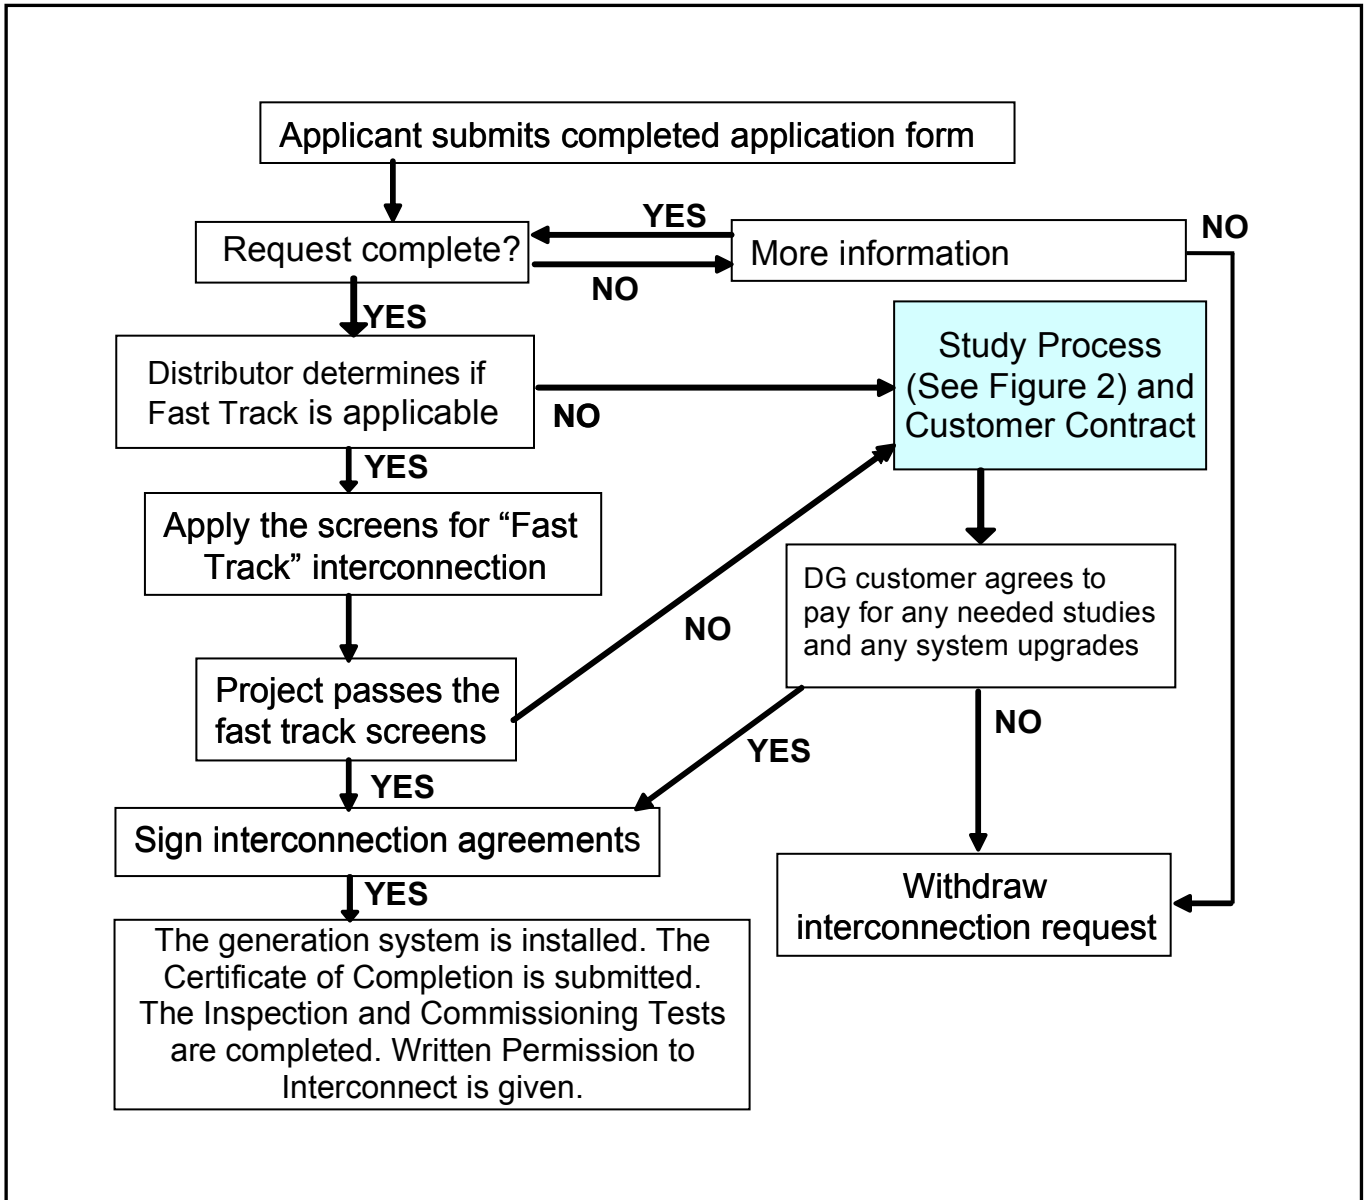 Applicant submits completed application form
YES
NO
Request complete?
More information
NO
YES
Study Process
(See Figure 2) and
Customer Contract
Distributor determines if
Fast Track is applicable
NO
YES
Apply the screens for “Fast
Track” interconnection
DG customer agrees to
pay for any needed studies
and any system upgrades
NO
Project passes the
fast track screens
NO
YES
YES
Sign interconnection agreements
YES
Withdraw
interconnection request
The generation system is installed. The
Certificate of Completion is submitted.
The Inspection and Commissioning Tests
are completed. Written Permission to
Interconnect is given.